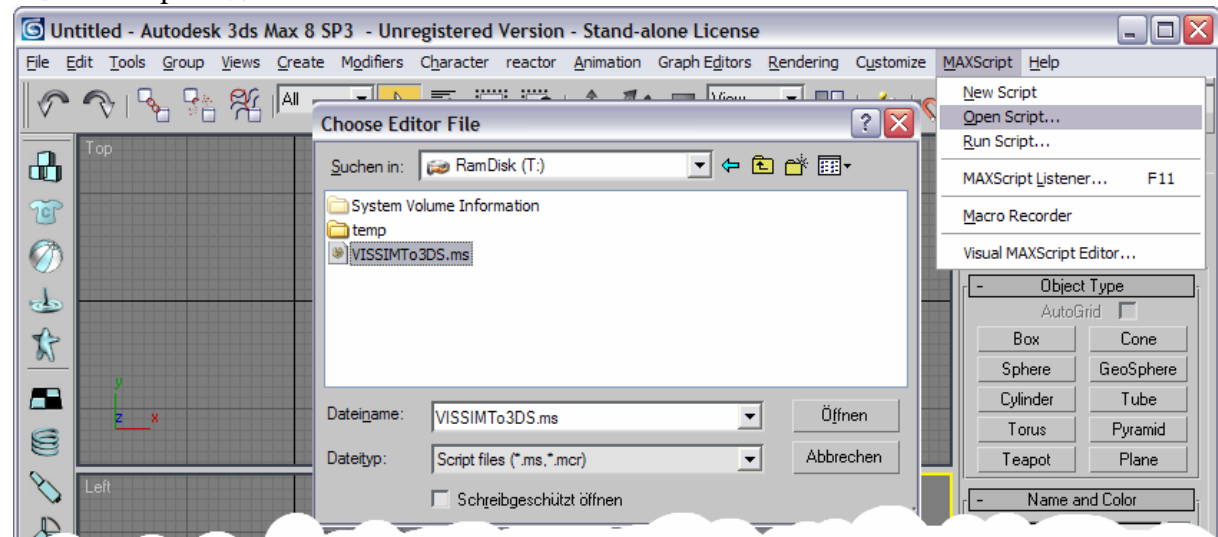 Untitled - Autodesk 3ds Max 8 SP3 - Unregistered Version - Stand-alone License
File Edit Tools Group Views Create Modifiers Character reactor Animation Graph Editors Rendering Customize MAXScript Help
All
View
New Script
Open Script...
Run Script...
MAXScript Listener... F11
Macro Recorder
Visual MAXScript Editor...
Choose Editor File
Suchen in: RamDisk (T:)
System Volume Information
temp
VISSIMTo3DS.ms
Dateiname: VISSIMTo3DS.ms Öffnen
Dateityp: Script files (*.ms,*.mcr) Abbrechen
Schreibgeschützt öffnen
Top
y
z x
Left
- Object Type
AutoGrid
Box Cone
Sphere GeoSphere
Cylinder Tube
Torus Pyramid
Teapot Plane
- Name and Color